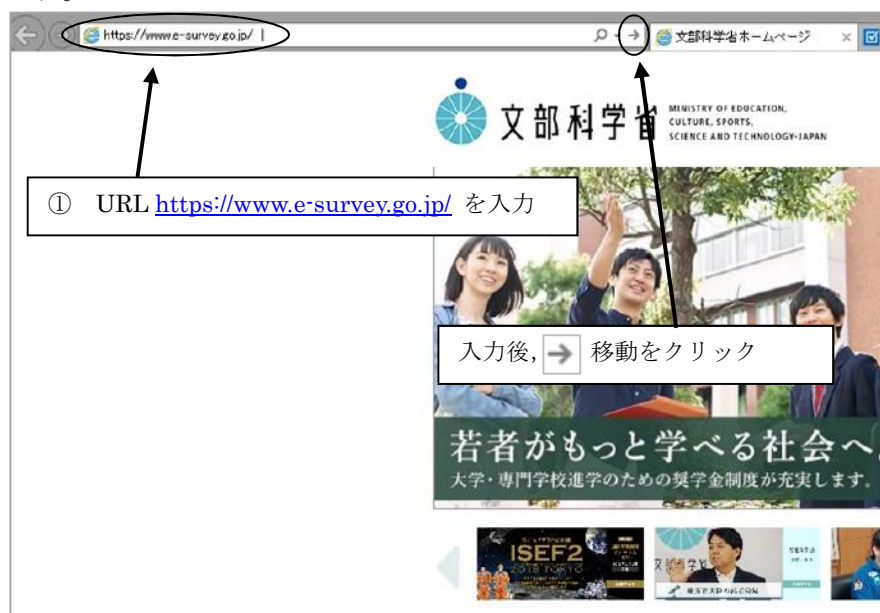 https://www.e-survey.go.jp/
文部科学省ホームページ
文部科学省
MINISTRY OF EDUCATION,
CULTURE, SPORTS,
SCIENCE AND TECHNOLOGY-JAPAN
① URL https://www.e-survey.go.jp/ を入力
入力後, 移動をクリック
若者がもっと学べる社会へ
大学・専門学校進学のための奨学金制度が充実します。
ISEF2
2018 TOKYO